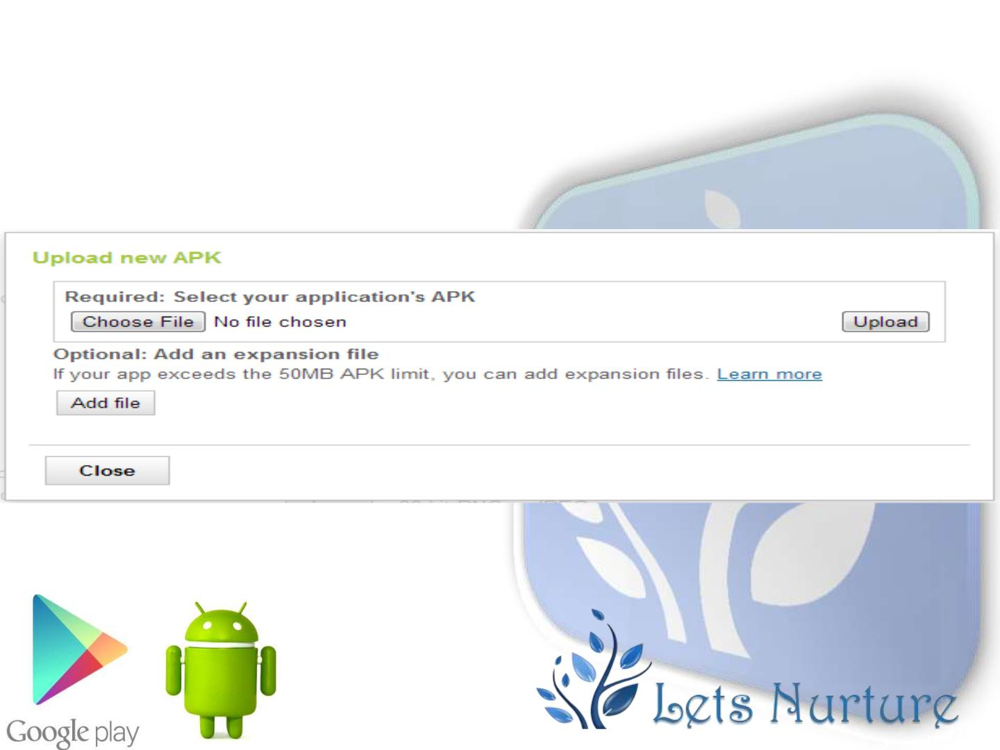 Upload new APK
Required: Select your application's APK
Choose File No file chosen Upload
Optional: Add an expansion file
If your app exceeds the 50MB APK limit, you can add expansion files. Learn more
Add file
Close
Google play
Lets Nurture